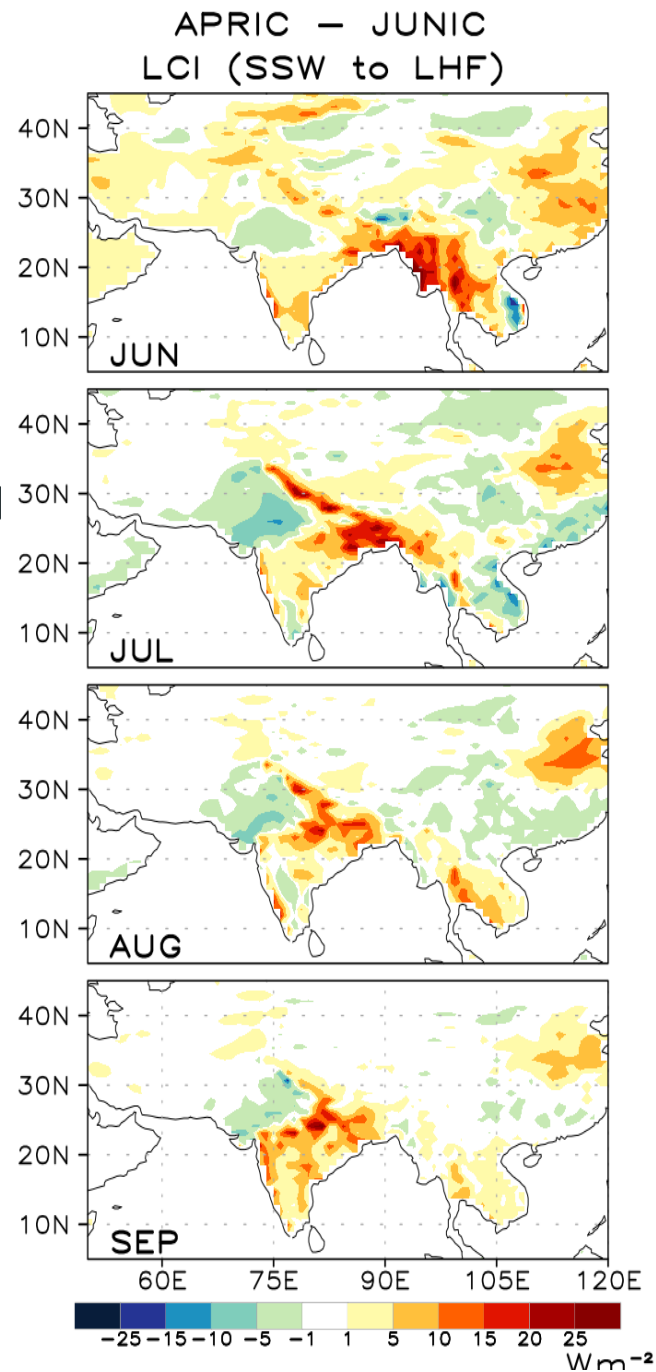 APRIC – JUNIC
LCI (SSW to LHF)
40N
30N
20N
10N
JUN
40N
30N
20N
10N
JUL
40N
30N
20N
10N
AUG
40N
30N
20N
10N
SEP
60E 75E 90E 105E 120E
−25 −15 −10 −5 −1 1 5 10 15 20 25
Wm⁻²